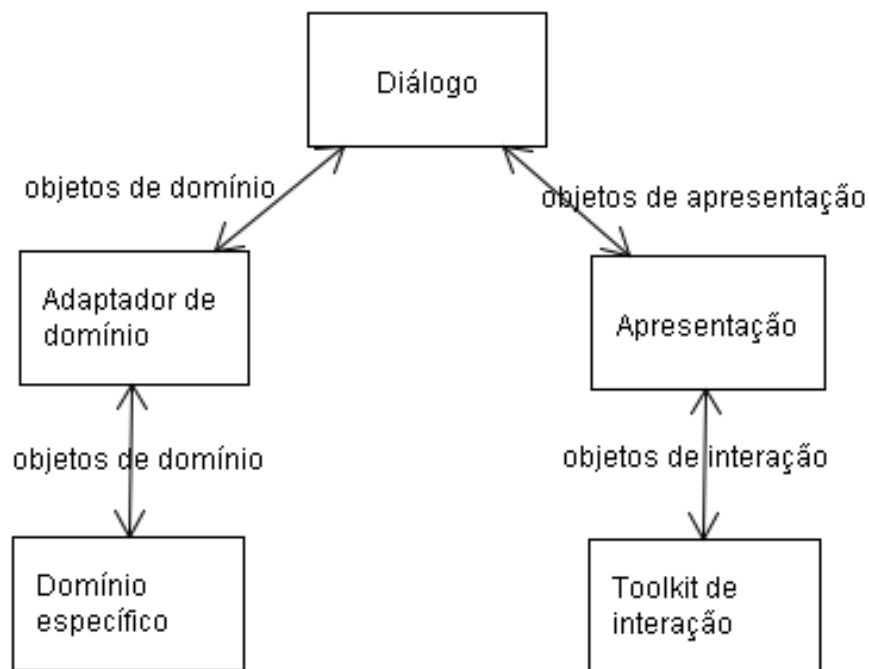 Diálogo
objetos de domínio
objetos de apresentação
Adaptador de
domínio
Apresentação
objetos de domínio
objetos de interação
Domínio
específico
Toolkit de
interação